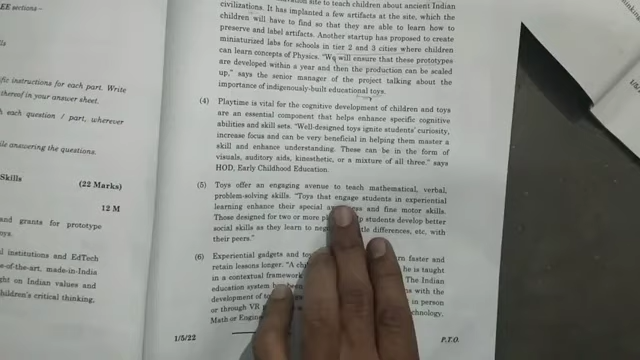 EE sections –
ific instructions for each part. Write
thereof in your answer sheet.
h each question / part, wherever
ile answering the questions.
Skills (22 Marks)
12 M
and grants for prototype
oys.
l institutions and EdTech
e-of-the-art, made-in-India
ght on Indian values and
hildren's critical thinking,
site to teach children about ancient Indian
civilizations. It has implanted a few artifacts at the site, which the
children will have to find so that they are able to learn how to
preserve and label artifacts. Another startup has proposed to create
miniaturized labs for schools in tier 2 and 3 cities where children
can learn concepts of Physics. "We will ensure that these prototypes
are developed within a year and then the production can be scaled
up," says the senior manager of the project talking about the
importance of indigenously-built educational toys.
(4) Playtime is vital for the cognitive development of children and toys
are an essential component that helps enhance specific cognitive
abilities and skill sets. "Well-designed toys ignite students' curiosity,
increase focus and can be very beneficial in helping them master a
skill and enhance understanding. These can be in the form of
visuals, auditory aids, kinesthetic, or a mixture of all three." says
HOD, Early Childhood Education.
(5) Toys offer an engaging avenue to teach mathematical, verbal,
problem-solving skills. "Toys that engage students in experiential
learning enhance their special and fine motor skills.
Those designed for two or more students develop better
social skills as they learn to differences, etc, with
their peers."
(6) Experiential gadgets and faster and
retain lessons longer. "A he is taught
in a contextual framework The Indian
education system with the
development of in person
or through VR
Math or
1/5/22 P.T.O.